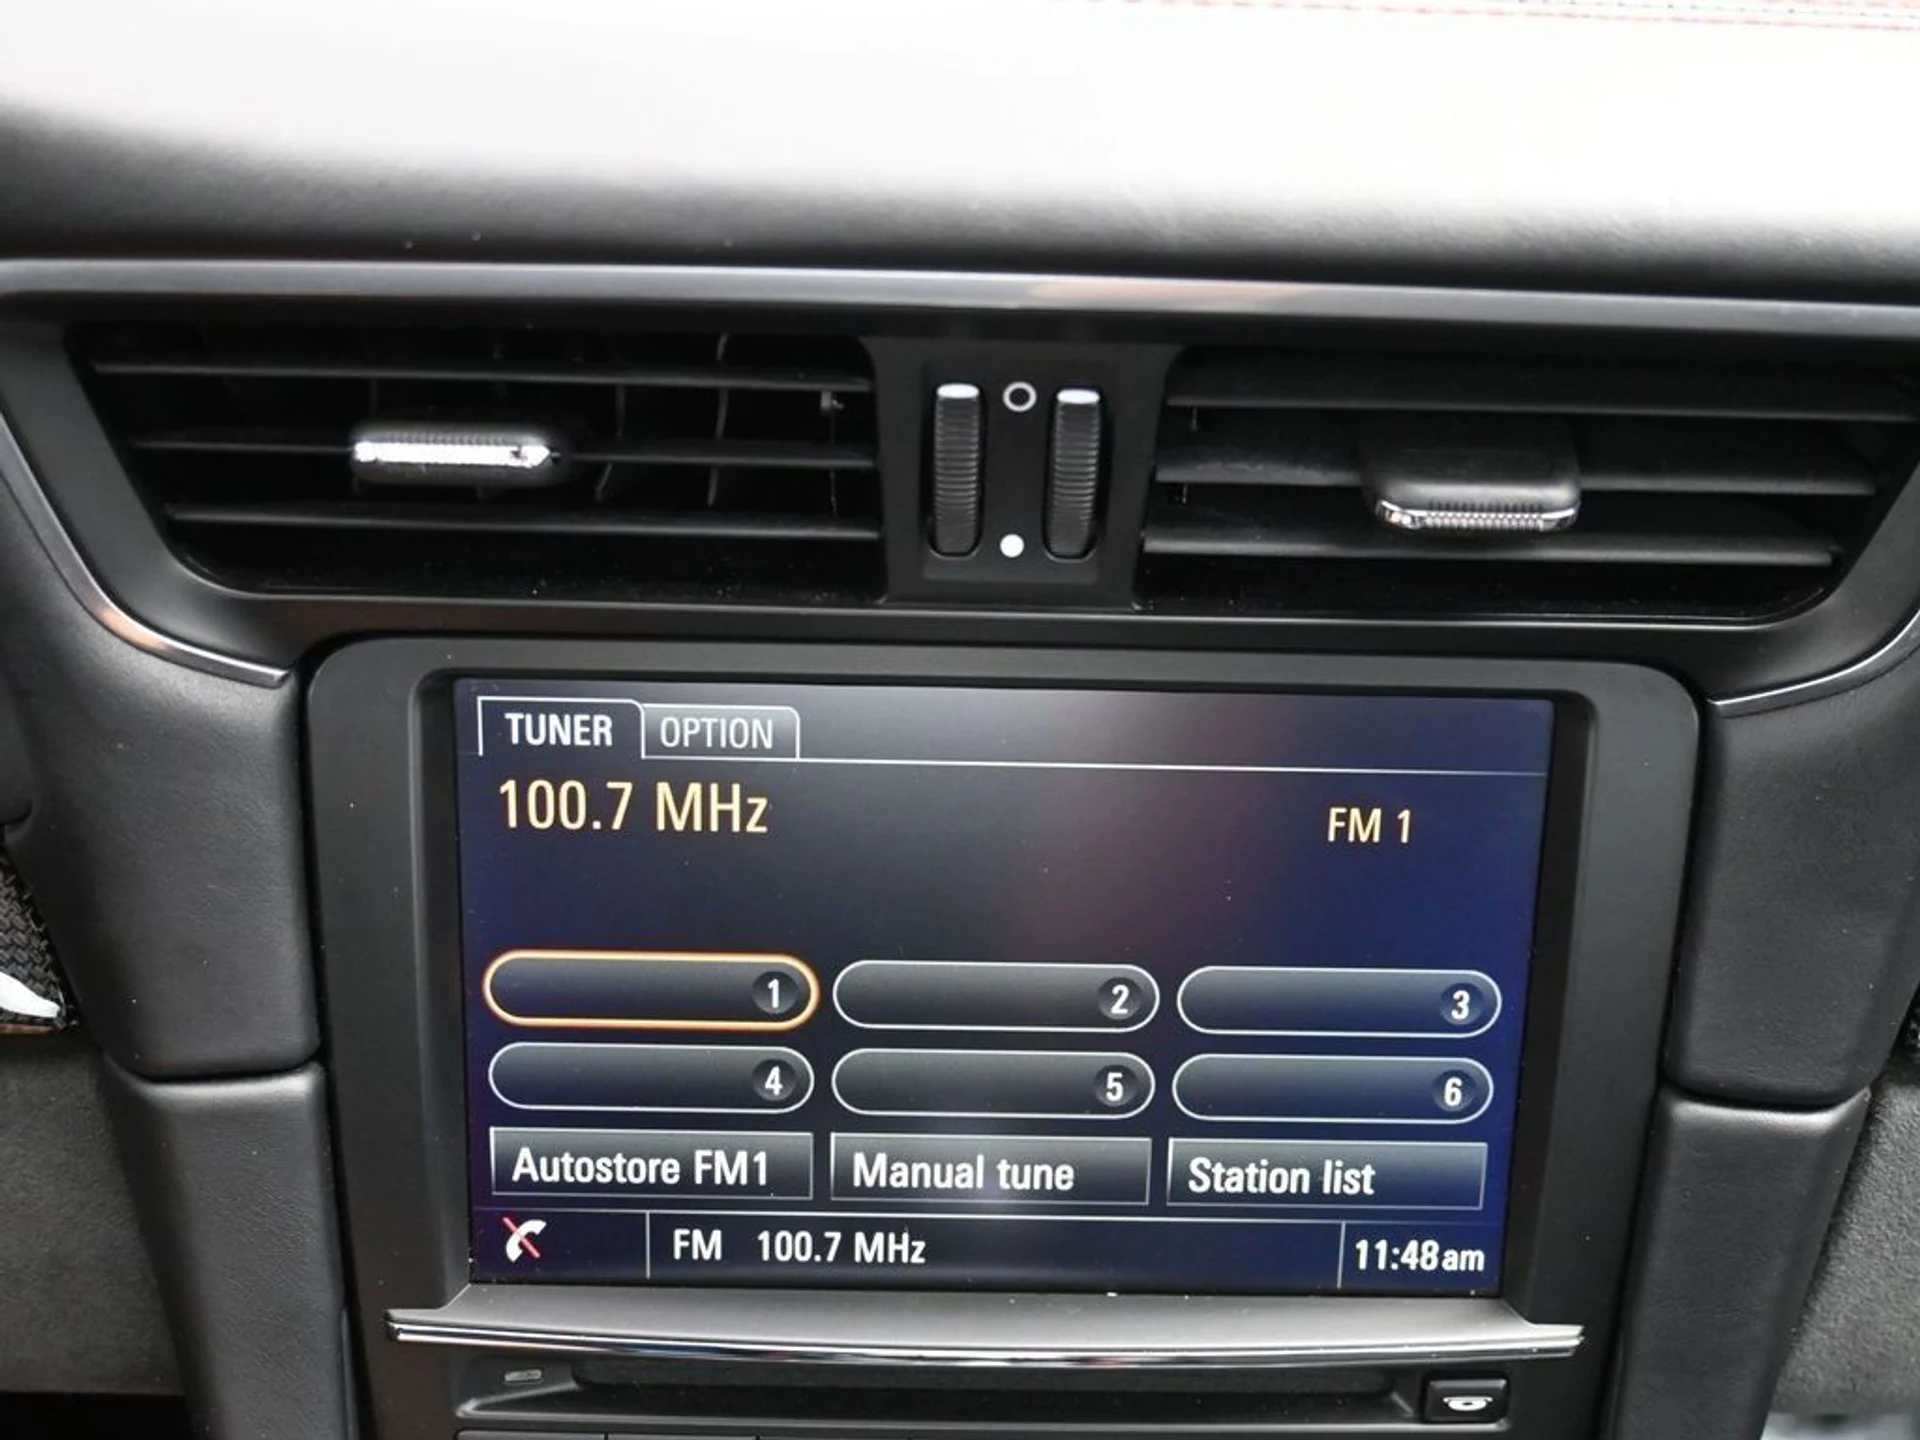 TUNER OPTION
100.7 MHz FM 1
1 2 3
4 5 6
Autostore FM1 Manual tune Station list
FM 100.7 MHz 11:48am